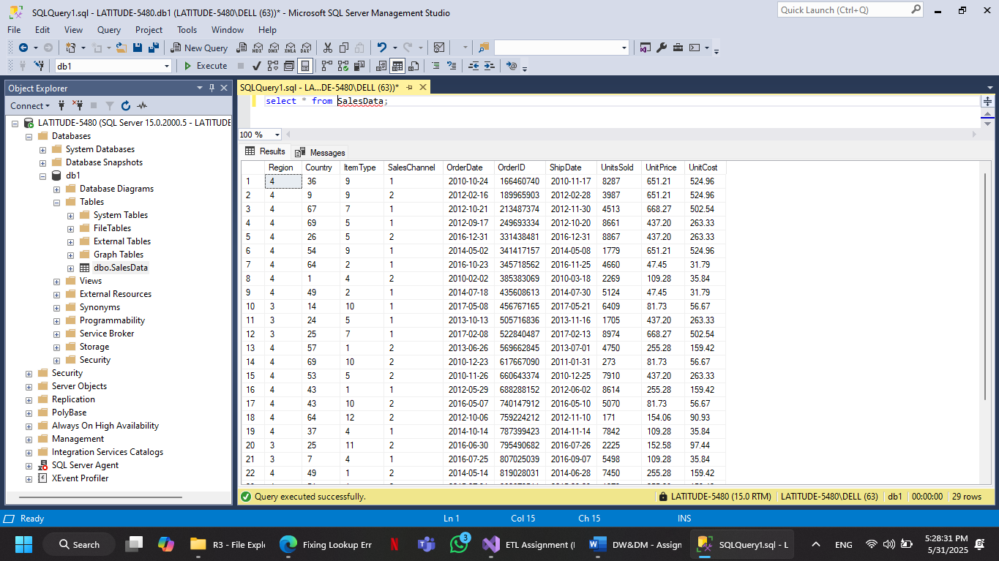 SQLQuery1.sql - LATITUDE-5480.db1 (LATITUDE-5480\DELL (63))* - Microsoft SQL Server Management Studio
Quick Launch (Ctrl+Q)
File Edit View Query Project Tools Window Help
New Query MDX DMX XMLA DAX
db1 Execute
Object Explorer
Connect
LATITUDE-5480 (SQL Server 15.0.2000.5 - LATITUDE
Databases
System Databases
Database Snapshots
db1
Database Diagrams
Tables
System Tables
FileTables
External Tables
Graph Tables
dbo.SalesData
Views
External Resources
Synonyms
Programmability
Service Broker
Storage
Security
Security
Server Objects
Replication
PolyBase
Always On High Availability
Management
Integration Services Catalogs
SQL Server Agent
XEvent Profiler
SQLQuery1.sql - LA...DE-5480\DELL (63))*
select * from SalesData;
100 %
Results Messages
Region Country ItemType SalesChannel OrderDate OrderID ShipDate UnitsSold UnitPrice UnitCost
1 4 36 9 1 2010-10-24 166460740 2010-11-17 8287 651.21 524.96
2 4 9 9 2 2012-02-16 189965903 2012-02-28 3987 651.21 524.96
3 4 67 7 1 2012-10-21 213487374 2012-11-30 4513 668.27 502.54
4 4 69 5 1 2012-09-17 249693334 2012-10-20 8661 437.20 263.33
5 4 26 5 2 2016-12-31 331438481 2016-12-31 8867 437.20 263.33
6 4 54 9 1 2014-05-02 341417157 2014-05-08 1779 651.21 524.96
7 4 64 2 1 2016-10-23 345718562 2016-11-25 4660 47.45 31.79
8 4 1 4 2 2010-02-02 385383069 2010-03-18 2269 109.28 35.84
9 4 49 2 1 2014-07-18 435608613 2014-07-30 5124 47.45 31.79
10 3 14 10 1 2017-05-08 456767165 2017-05-21 6409 81.73 56.67
11 3 24 5 1 2013-10-13 505716836 2013-11-16 1705 437.20 263.33
12 3 25 7 1 2017-02-08 522840487 2017-02-13 8974 668.27 502.54
13 4 57 1 2 2013-06-26 569662845 2013-07-01 4750 255.28 159.42
14 4 69 10 2 2010-12-23 617667090 2011-01-31 273 81.73 56.67
15 4 53 5 2 2010-11-26 660643374 2010-12-25 7910 437.20 263.33
16 4 43 1 1 2012-05-29 688288152 2012-06-02 8614 255.28 159.42
17 4 43 10 2 2016-05-07 740147912 2016-05-10 5070 81.73 56.67
18 4 64 12 2 2012-10-06 759224212 2012-11-10 171 154.06 90.93
19 4 37 4 1 2014-10-14 787399423 2014-11-14 7842 109.28 35.84
20 3 25 11 2 2016-06-30 795490682 2016-07-26 2225 152.58 97.44
21 3 7 4 1 2016-07-25 807025039 2016-09-07 5498 109.28 35.84
22 4 49 1 2 2014-05-14 819028031 2014-06-28 7450 255.28 159.42
Query executed successfully. LATITUDE-5480 (15.0 RTM) LATITUDE-5480\DELL (63) db1 00:00:00 29 rows
Ready Ln 1 Col 15 Ch 15 INS
Search R3 - File Expl Fixing Lookup Err 3 ETL Assignment ( DW&DM - Assign SQLQuery1.sql - L ENG 5:28:31 PM
5/31/2025